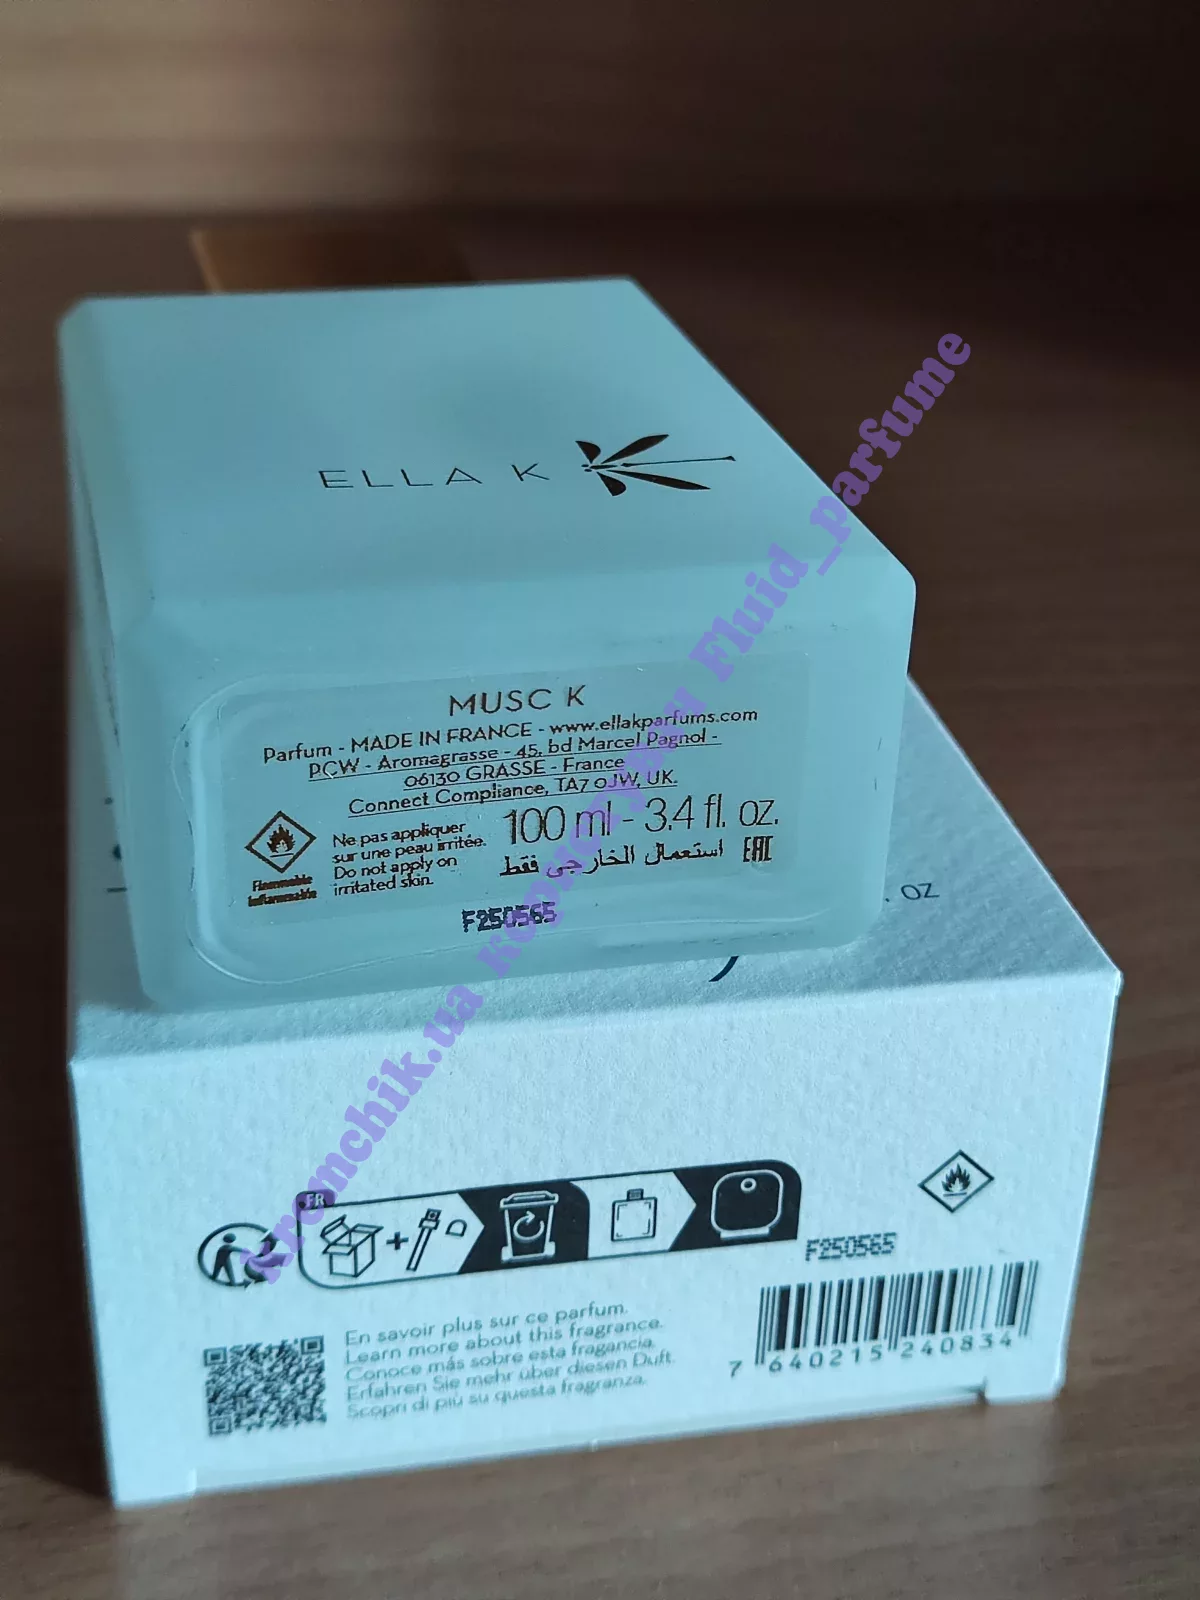 ELLA K
MUSC K
Parfum - MADE IN FRANCE - www.ellakparfums.com
PCW - Aromagrasse - 45, bd Marcel Pagnol -
06130 GRASSE - France
Connect Compliance, TA7 0JW, UK.
Ne pas appliquer
sur une peau irritée.
Do not apply on
irritated skin.
Flammable
Inflammable
100 ml - 3.4 fl. oz.
استعمال الخارجي فقط
EAC
F250565
. OZ
kremchik.ua користувач Fluid_parfume
FR
F250565
En savoir plus sur ce parfum.
Learn more about this fragrance.
Conoce más sobre esta fragancia.
Erfahren Sie mehr über diesen Duft.
Scopri di più su questa fragranza.
7 640215 240834